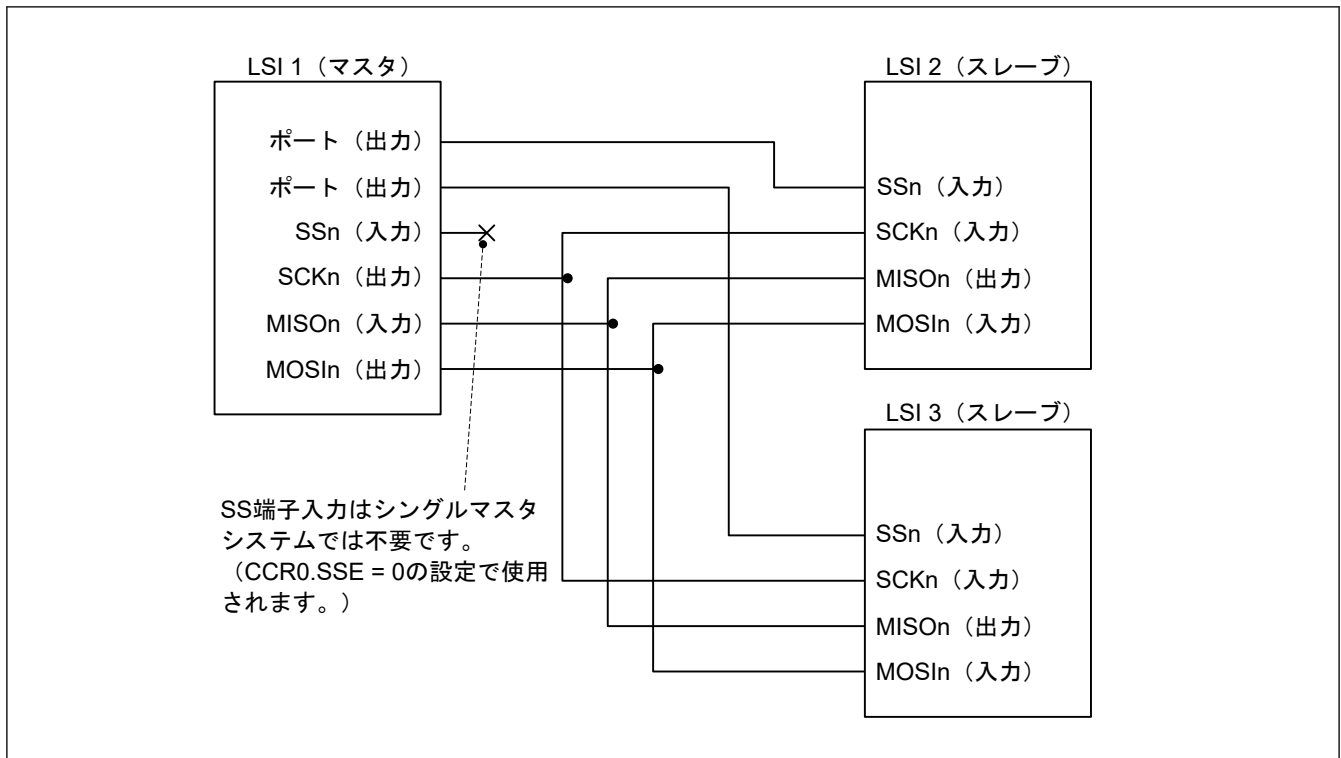 LSI 1（マスタ）
ポート（出力）
ポート（出力）
SSn（入力）
SCKn（出力）
MISOn（入力）
MOSIn（出力）
SS端子入力はシングルマスタ
システムでは不要です。
（CCR0.SSE = 0の設定で使用
されます。）
LSI 2（スレーブ）
SSn（入力）
SCKn（入力）
MISOn（出力）
MOSIn（入力）
LSI 3（スレーブ）
SSn（入力）
SCKn（入力）
MISOn（出力）
MOSIn（入力）